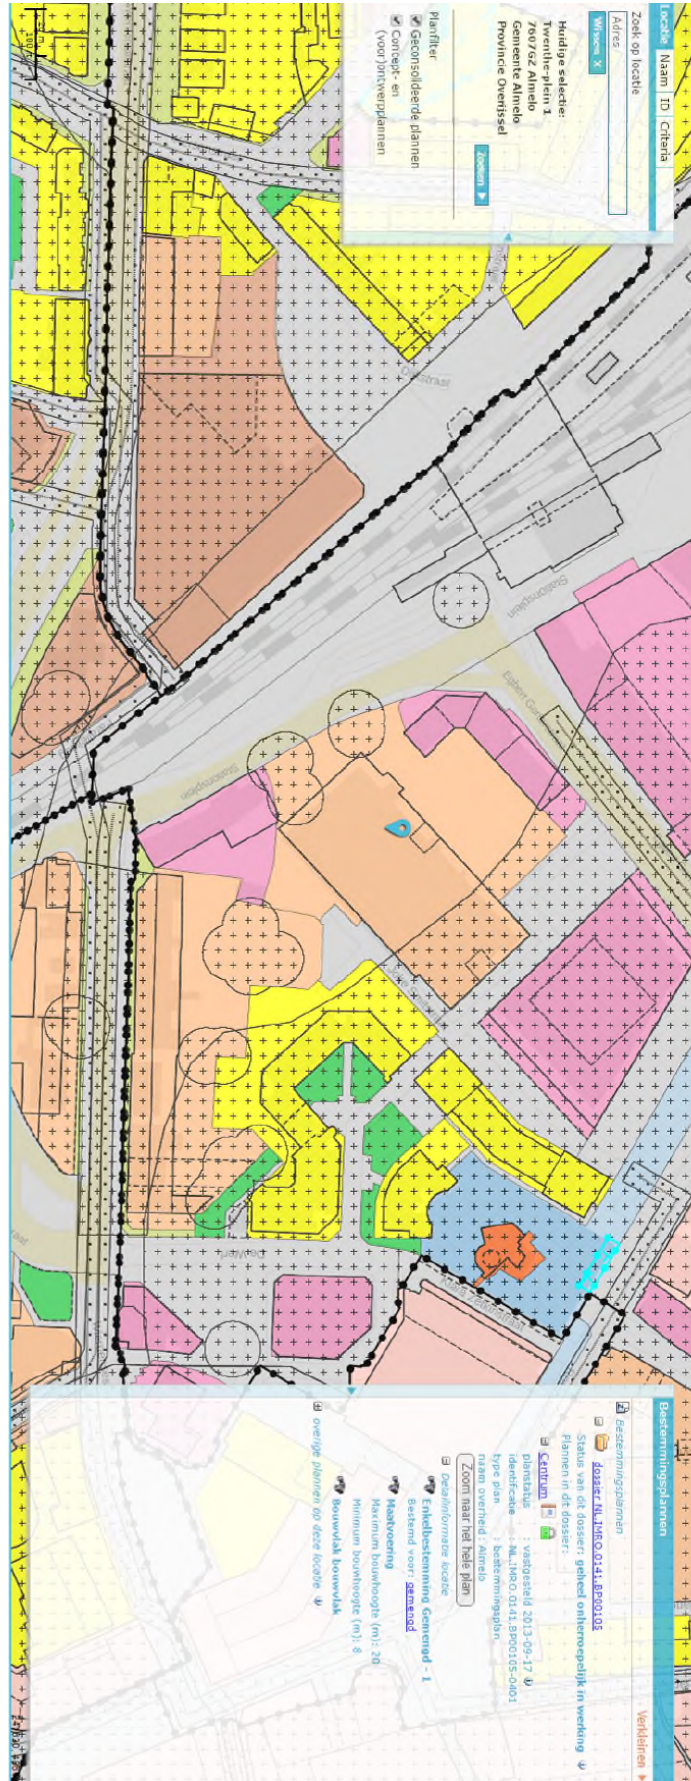 Locatie Naam ID Criteria
Zoek op locatie
Adres
Wissen X
Zoeken
Huidige selectie:
Twenthe-plein 1
7607GZ Almelo
Gemeente Almelo
Provincie Overijssel
Planfilter
Geconsolideerde plannen
Concept- en
(voor)ontwerpplannen
100 m
Stationsplein
Stationsplein
De Werf
Bestemmingsplannen
Verkleinen
Bestemmingsplannen
dossier NL.IMRO.0141.BP00105
Status van dit dossier: geheel onherroepelijk in werking
Plannen in dit dossier:
Centrum
planstatus : vastgesteld 2013-09-17
identificatie : NL.IMRO.0141.BP00105-0401
type plan : bestemmingsplan
naam overheid : Almelo
Zoom naar het hele plan
Detailinformatie locatie
Enkelbestemming Gemengd - 1
Bestemd voor: gemengd
Maatvoering
Maximum bouwhoogte (m): 20
Minimum bouwhoogte (m): 8
Bouwvlak bouwvlak
overige plannen op deze locatie